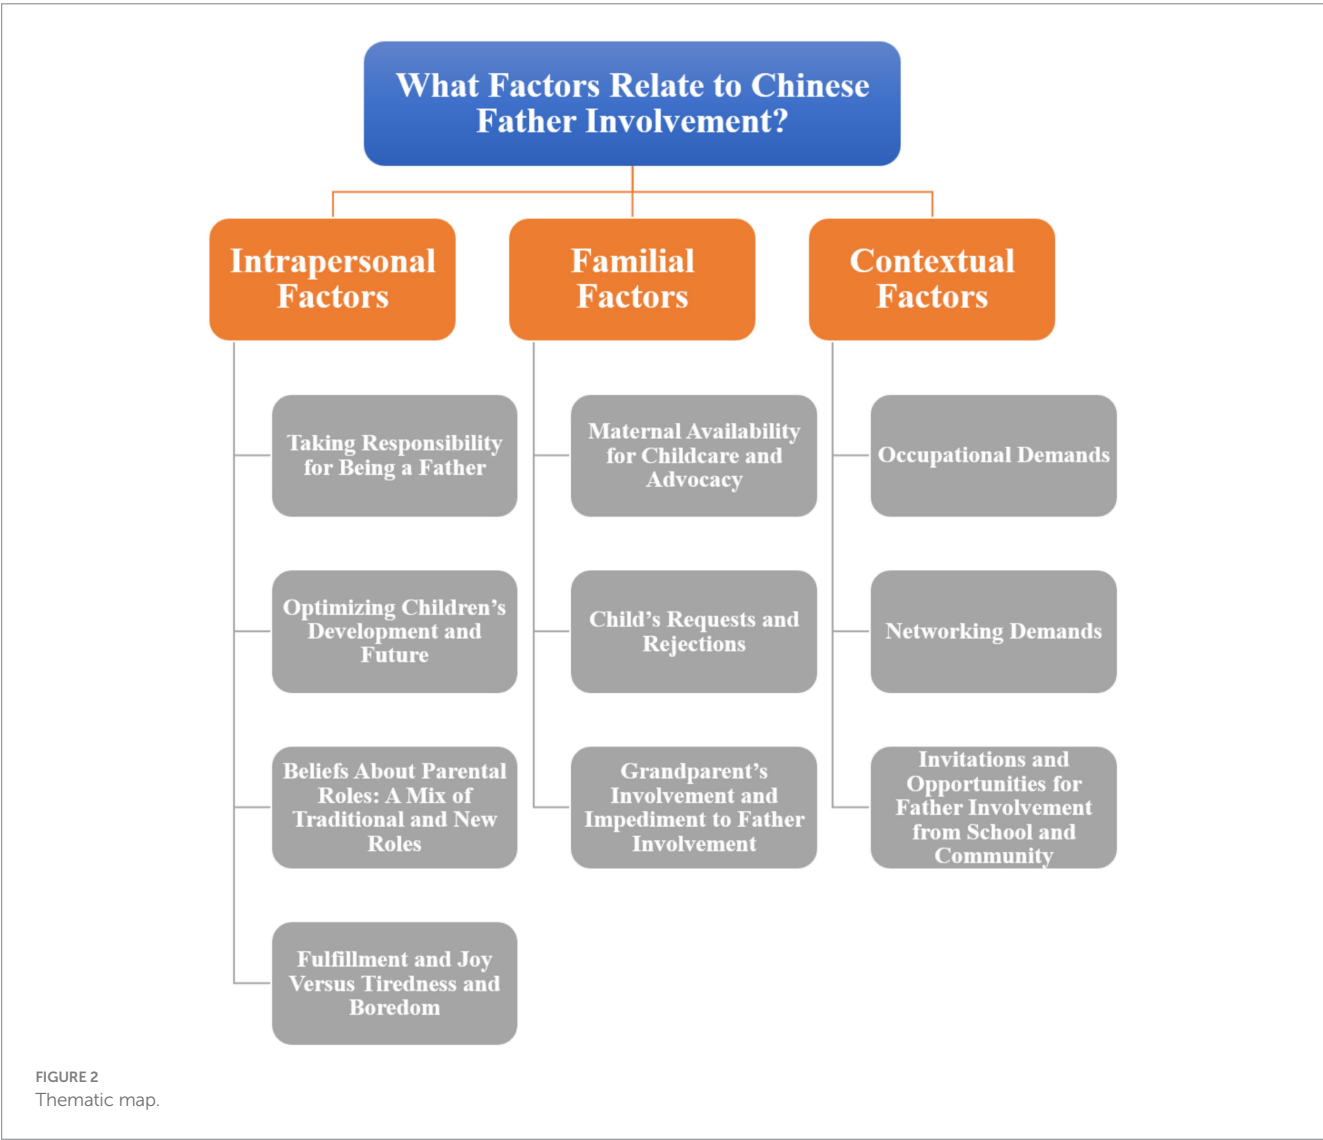 What Factors Relate to Chinese
Father Involvement?
Intrapersonal
Factors
Familial
Factors
Contextual
Factors
Taking Responsibility
for Being a Father
Optimizing Children's
Development and
Future
Beliefs About Parental
Roles: A Mix of
Traditional and New
Roles
Fulfillment and Joy
Versus Tiredness and
Boredom
Maternal Availability
for Childcare and
Advocacy
Child's Requests and
Rejections
Grandparent's
Involvement and
Impediment to Father
Involvement
Occupational Demands
Networking Demands
Invitations and
Opportunities for
Father Involvement
from School and
Community
FIGURE 2
Thematic map.